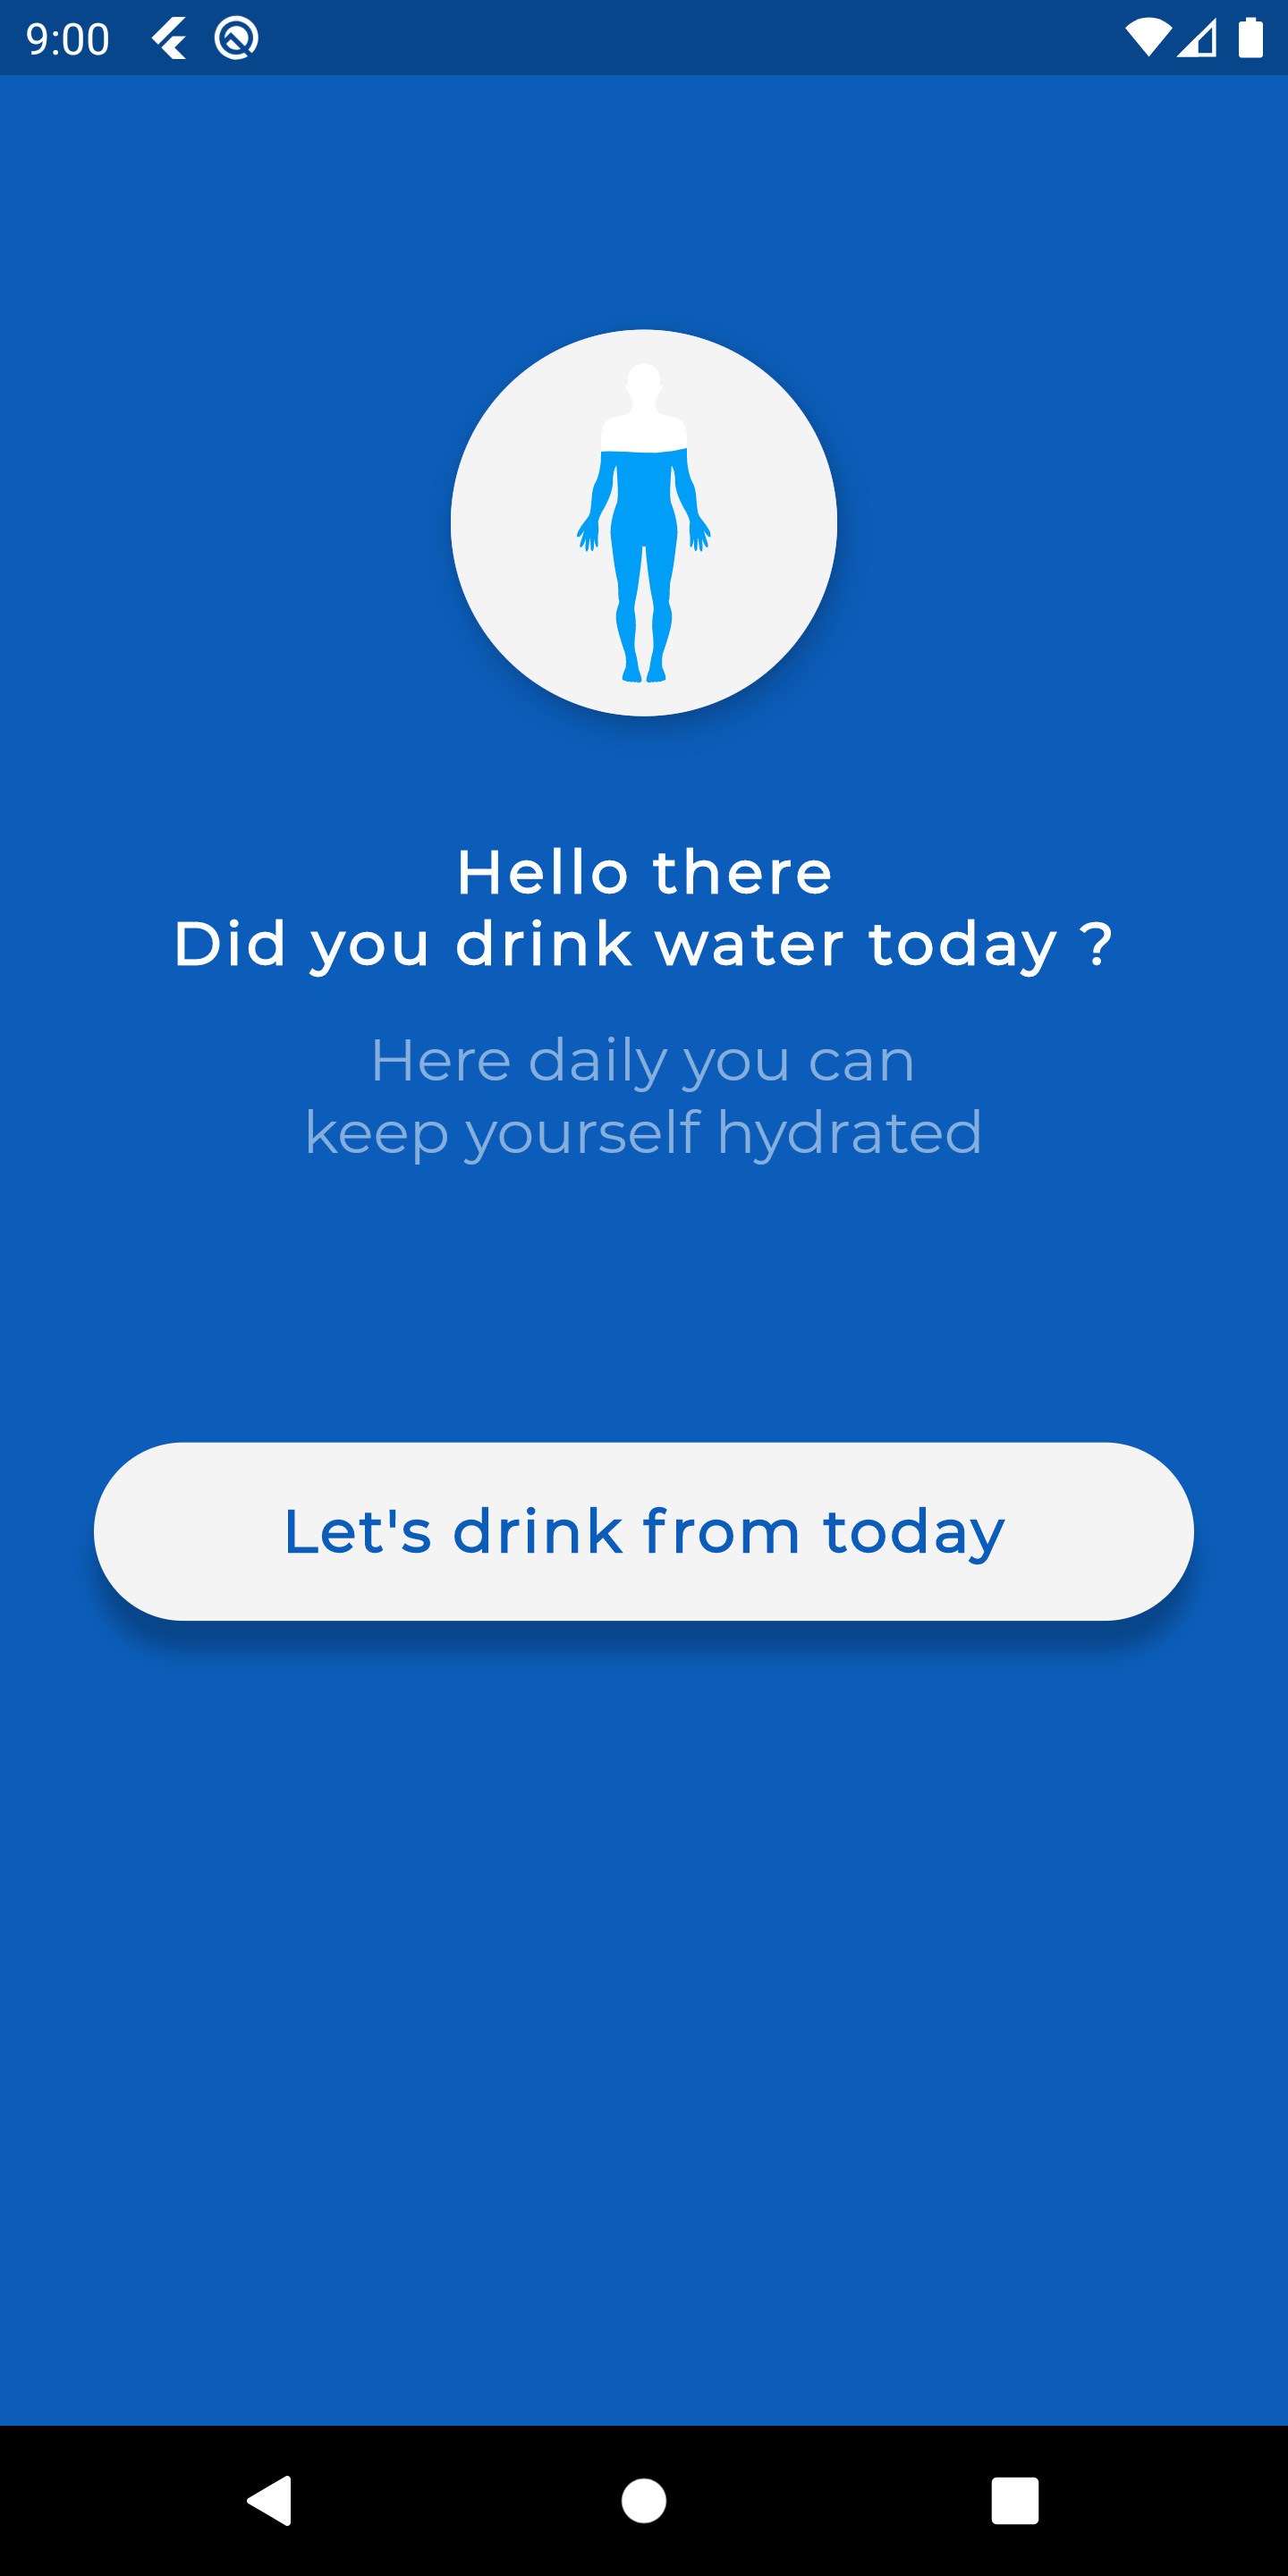 9:00
Hello there
Did you drink water today ?
Here daily you can
keep yourself hydrated
Let's drink from today